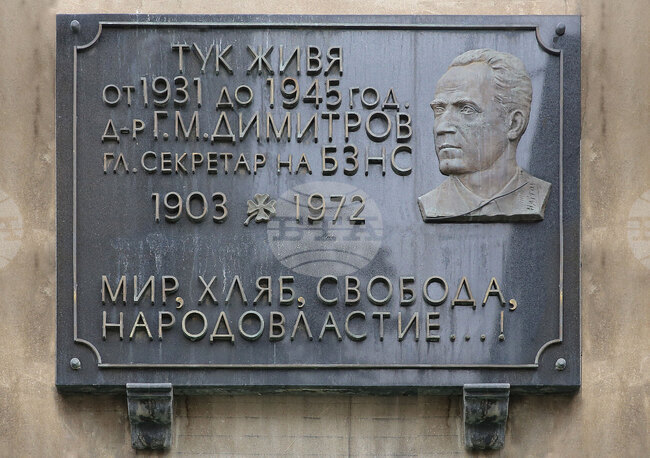 ТУК ЖИВЯ
ОТ 1931 ДО 1945 ГОД.
Д-Р Г.М. ДИМИТРОВ
ГЛ. СЕКРЕТАР НА БЗНС
1903 1972
МИР, ХЛЯБ, СВОБОДА,
НАРОДОВЛАСТИЕ...!